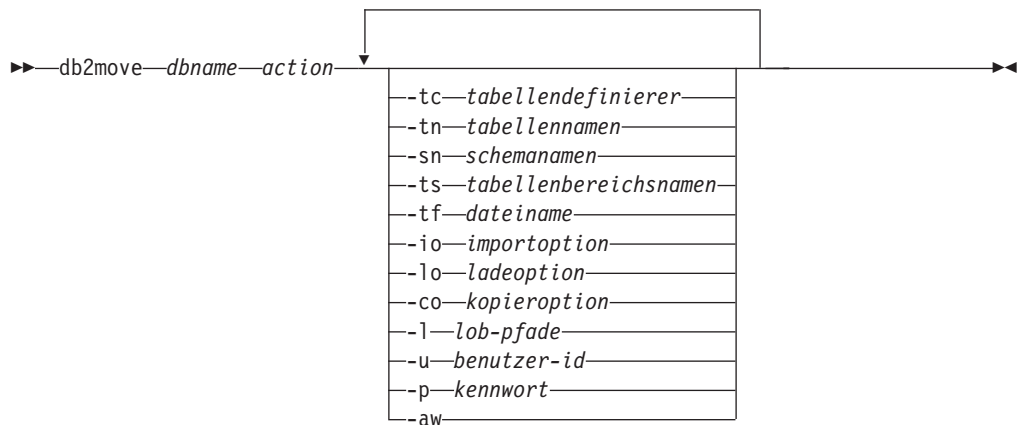 db2move dbname action
-tc tabellendefinierer
-tn tabellennamen
-sn schemanamen
-ts tabellenbereichsnamen
-tf dateiname
-io importoption
-lo ladeoption
-co kopieroption
-l lob-pfade
-u benutzer-id
-p kennwort
-aw